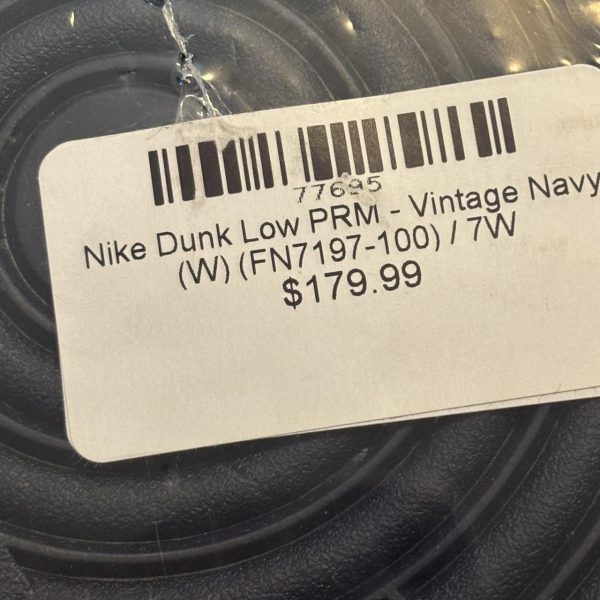 77695
Nike Dunk Low PRM - Vintage Navy
(W) (FN7197-100) / 7W
$179.99